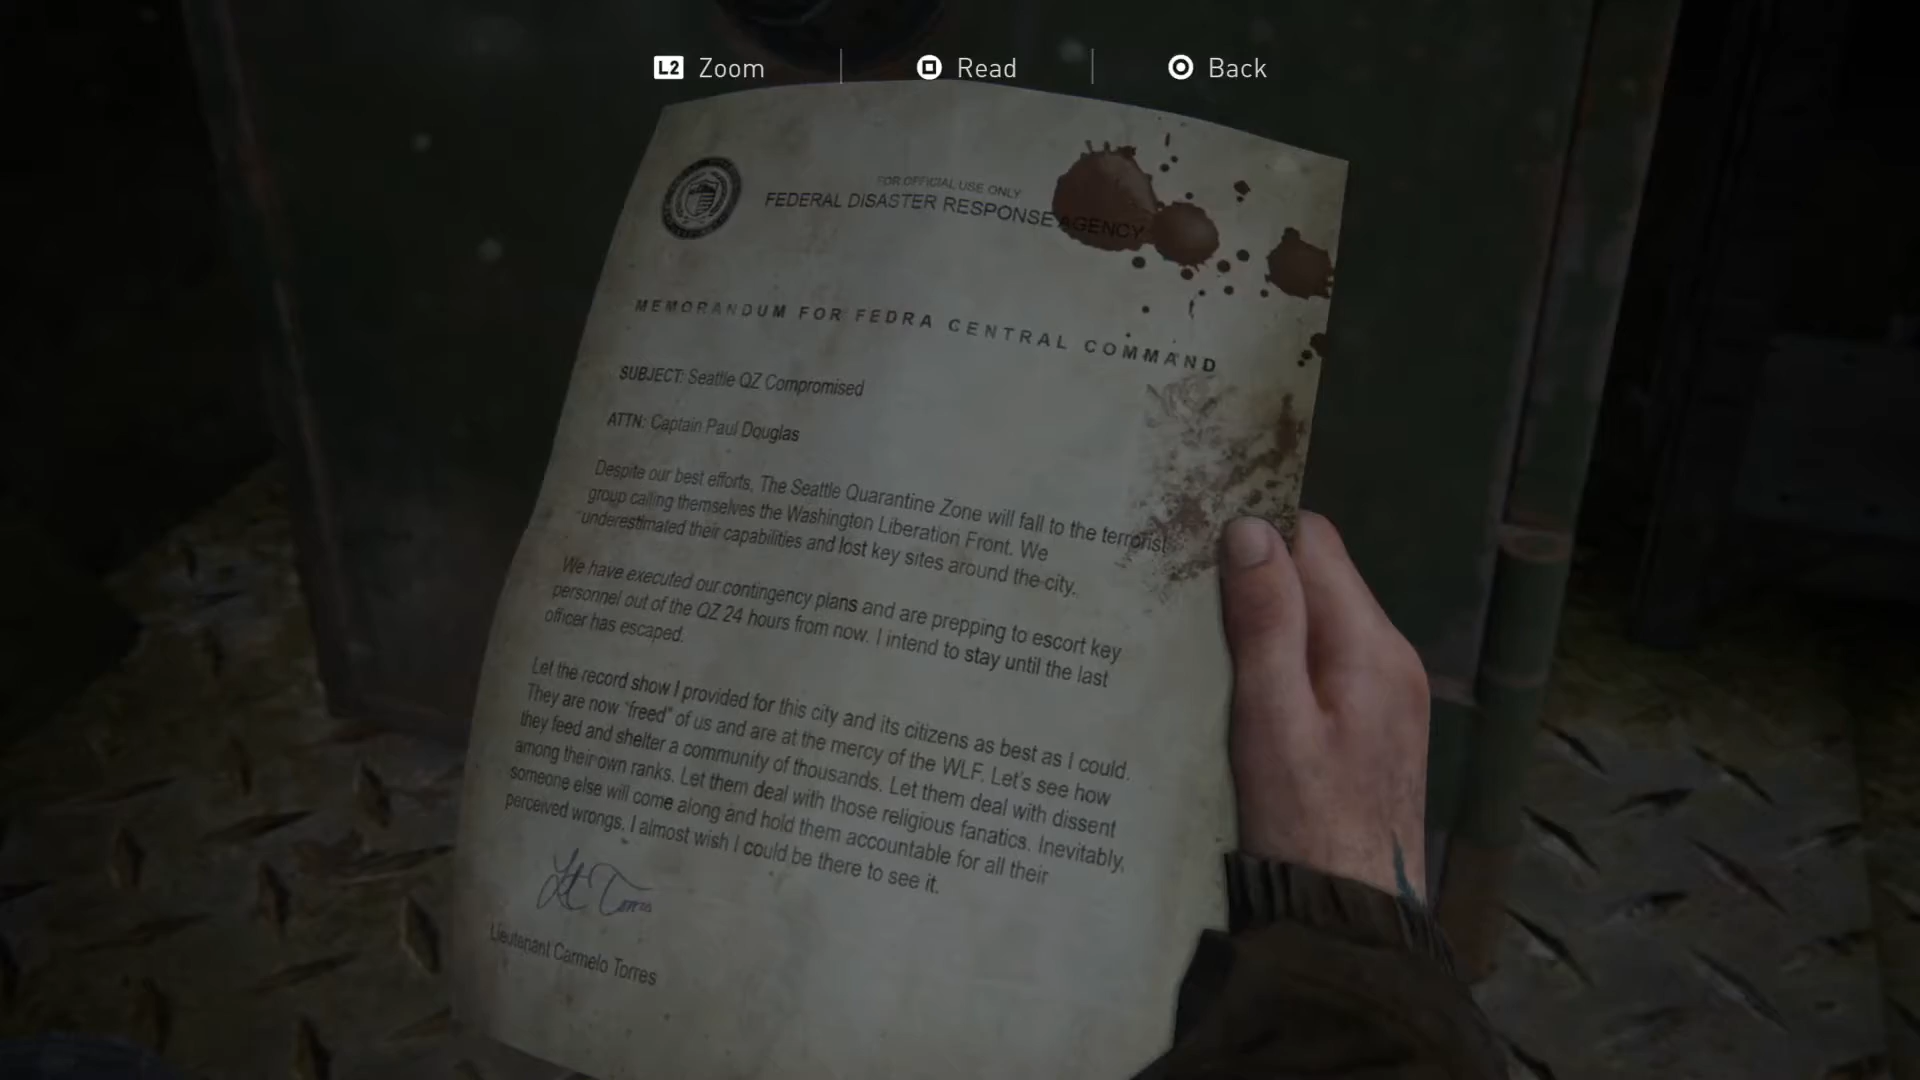 L2 Zoom Read Back
FOR OFFICIAL USE ONLY
FEDERAL DISASTER RESPONSE AGENCY
MEMORANDUM FOR FEDRA CENTRAL COMMAND
SUBJECT: Seattle QZ Compromised
ATTN: Captain Paul Douglas
Despite our best efforts, The Seattle Quarantine Zone will fall to the terrorist
group calling themselves the Washington Liberation Front. We
underestimated their capabilities and lost key sites around the city.
We have executed our contingency plans and are prepping to escort key
personnel out of the QZ 24 hours from now. I intend to stay until the last
officer has escaped.
Let the record show I provided for this city and its citizens as best as I could.
They are now "freed" of us and are at the mercy of the WLF. Let's see how
they feed and shelter a community of thousands. Let them deal with dissent
among their own ranks. Let them deal with those religious fanatics. Inevitably,
someone else will come along and hold them accountable for all their
perceived wrongs. I almost wish I could be there to see it.
Lt Torres
Lieutenant Carmelo Torres